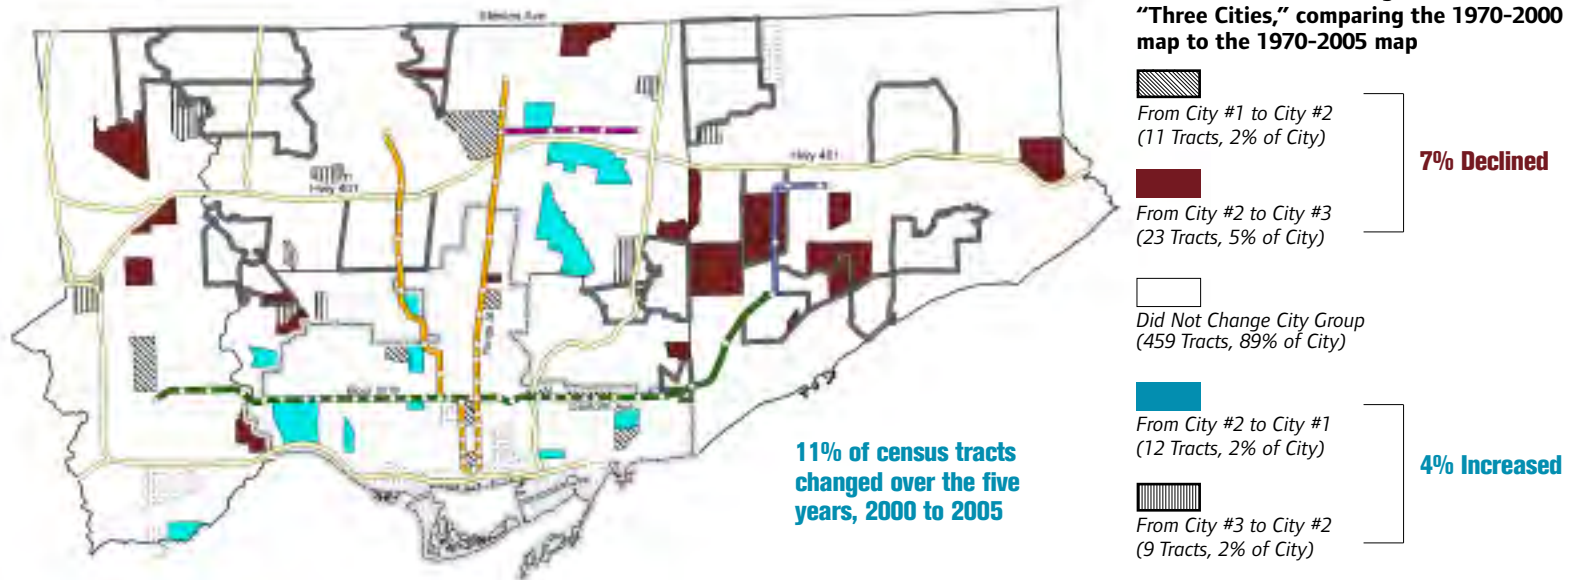 "Three Cities," comparing the 1970-2000
map to the 1970-2005 map
Steeles Ave
From City #1 to City #2
(11 Tracts, 2% of City)
7% Declined
Hwy 401
Hwy 401
From City #2 to City #3
(23 Tracts, 5% of City)
Did Not Change City Group
(459 Tracts, 89% of City)
From City #2 to City #1
(12 Tracts, 2% of City)
4% Increased
11% of census tracts
changed over the five
years, 2000 to 2005
From City #3 to City #2
(9 Tracts, 2% of City)